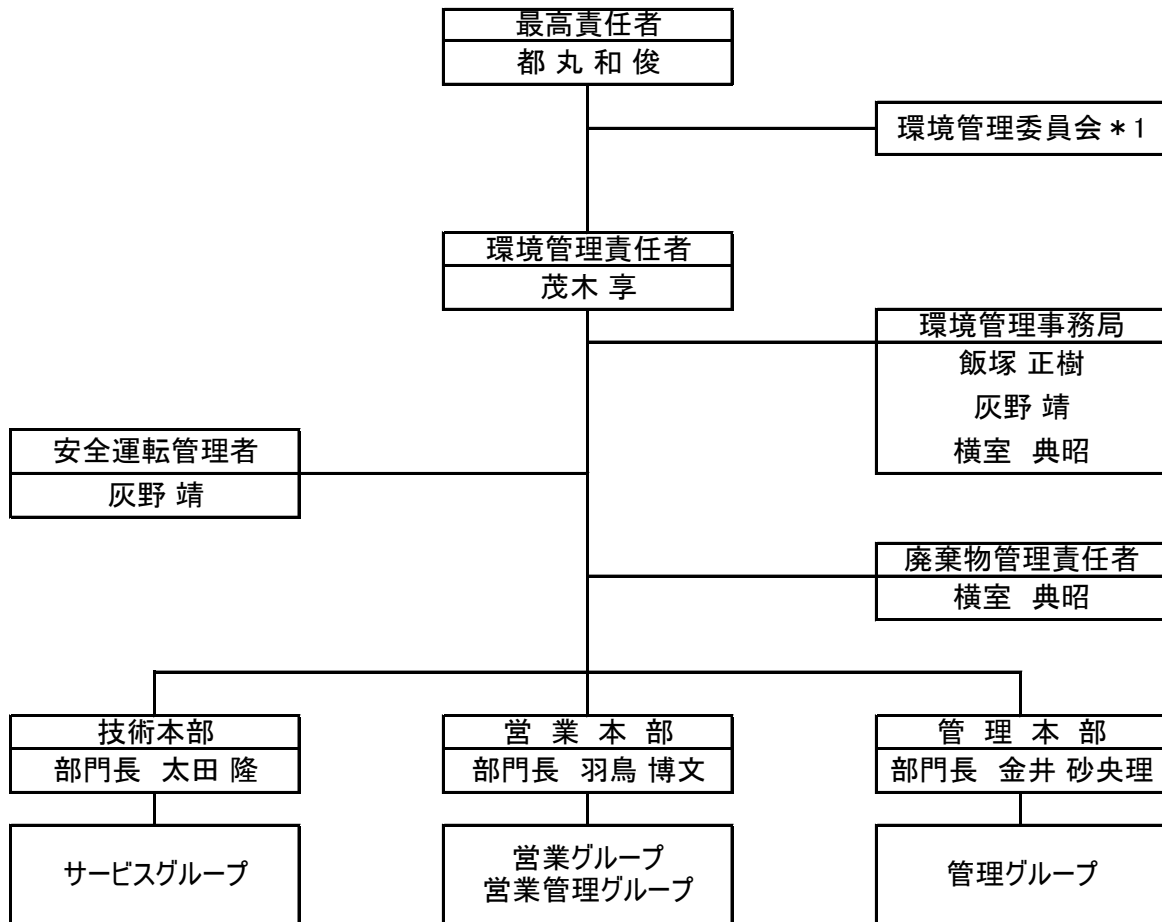 最高責任者
都 丸 和 俊
環境管理委員会＊1
環境管理責任者
茂木 享
環境管理事務局
飯塚 正樹
灰野 靖
横室　典昭
安全運転管理者
灰野 靖
廃棄物管理責任者
横室　典昭
技術本部
部門長　太田 隆
営　業　本　部
部門長　羽鳥 博文
管　理　本　部
部門長　金井 砂央理
サービスグループ
営業グループ
営業管理グループ
管理グループ